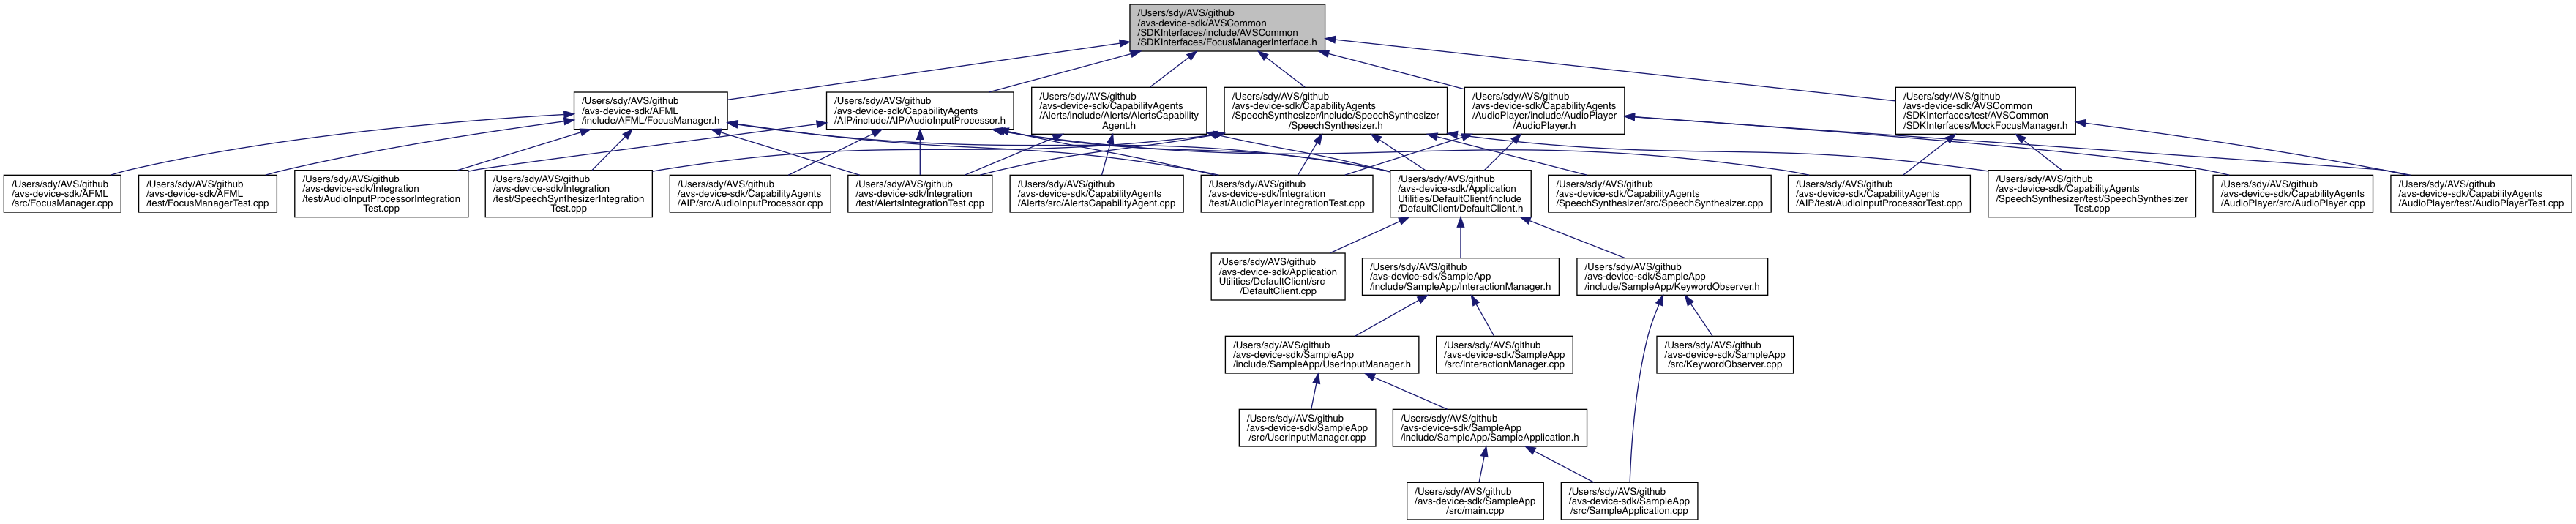 /Users/sdy/AVS/github
/avs-device-sdk/AVSCommon
/SDKInterfaces/include/AVSCommon
/SDKInterfaces/FocusManagerInterface.h
/Users/sdy/AVS/github
/avs-device-sdk/AFML
/include/AFML/FocusManager.h
/Users/sdy/AVS/github
/avs-device-sdk/CapabilityAgents
/AIP/include/AIP/AudioInputProcessor.h
/Users/sdy/AVS/github
/avs-device-sdk/CapabilityAgents
/Alerts/include/Alerts/AlertsCapability
Agent.h
/Users/sdy/AVS/github
/avs-device-sdk/CapabilityAgents
/SpeechSynthesizer/include/SpeechSynthesizer
/SpeechSynthesizer.h
/Users/sdy/AVS/github
/avs-device-sdk/CapabilityAgents
/AudioPlayer/include/AudioPlayer
/AudioPlayer.h
/Users/sdy/AVS/github
/avs-device-sdk/AVSCommon
/SDKInterfaces/test/AVSCommon
/SDKInterfaces/MockFocusManager.h
/Users/sdy/AVS/github
/avs-device-sdk/AFML
/src/FocusManager.cpp
/Users/sdy/AVS/github
/avs-device-sdk/AFML
/test/FocusManagerTest.cpp
/Users/sdy/AVS/github
/avs-device-sdk/Integration
/test/AudioInputProcessorIntegration
Test.cpp
/Users/sdy/AVS/github
/avs-device-sdk/Integration
/test/SpeechSynthesizerIntegration
Test.cpp
/Users/sdy/AVS/github
/avs-device-sdk/CapabilityAgents
/AIP/src/AudioInputProcessor.cpp
/Users/sdy/AVS/github
/avs-device-sdk/Integration
/test/AlertsIntegrationTest.cpp
/Users/sdy/AVS/github
/avs-device-sdk/CapabilityAgents
/Alerts/src/AlertsCapabilityAgent.cpp
/Users/sdy/AVS/github
/avs-device-sdk/Integration
/test/AudioPlayerIntegrationTest.cpp
/Users/sdy/AVS/github
/avs-device-sdk/Application
Utilities/DefaultClient/include
/DefaultClient/DefaultClient.h
/Users/sdy/AVS/github
/avs-device-sdk/CapabilityAgents
/SpeechSynthesizer/src/SpeechSynthesizer.cpp
/Users/sdy/AVS/github
/avs-device-sdk/CapabilityAgents
/AIP/test/AudioInputProcessorTest.cpp
/Users/sdy/AVS/github
/avs-device-sdk/CapabilityAgents
/SpeechSynthesizer/test/SpeechSynthesizer
Test.cpp
/Users/sdy/AVS/github
/avs-device-sdk/CapabilityAgents
/AudioPlayer/src/AudioPlayer.cpp
/Users/sdy/AVS/github
/avs-device-sdk/CapabilityAgents
/AudioPlayer/test/AudioPlayerTest.cpp
/Users/sdy/AVS/github
/avs-device-sdk/Application
Utilities/DefaultClient/src
/DefaultClient.cpp
/Users/sdy/AVS/github
/avs-device-sdk/SampleApp
/include/SampleApp/InteractionManager.h
/Users/sdy/AVS/github
/avs-device-sdk/SampleApp
/include/SampleApp/KeywordObserver.h
/Users/sdy/AVS/github
/avs-device-sdk/SampleApp
/include/SampleApp/UserInputManager.h
/Users/sdy/AVS/github
/avs-device-sdk/SampleApp
/src/InteractionManager.cpp
/Users/sdy/AVS/github
/avs-device-sdk/SampleApp
/src/KeywordObserver.cpp
/Users/sdy/AVS/github
/avs-device-sdk/SampleApp
/src/UserInputManager.cpp
/Users/sdy/AVS/github
/avs-device-sdk/SampleApp
/include/SampleApp/SampleApplication.h
/Users/sdy/AVS/github
/avs-device-sdk/SampleApp
/src/main.cpp
/Users/sdy/AVS/github
/avs-device-sdk/SampleApp
/src/SampleApplication.cpp